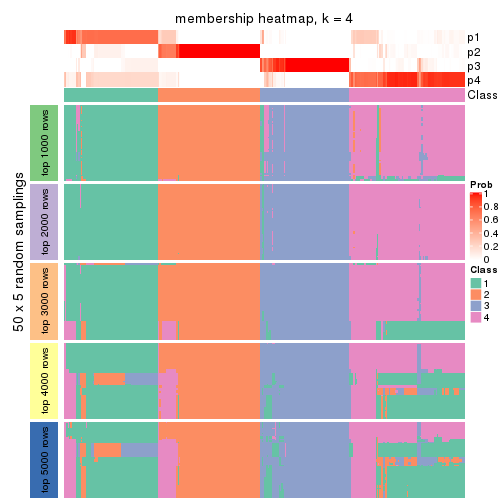 membership heatmap, k = 4
p1
p2
p3
p4
Class
50 x 5 random samplings
top 1000 rows
top 2000 rows
top 3000 rows
top 4000 rows
top 5000 rows
Prob
1
0.8
0.6
0.4
0.2
0
Class
1
2
3
4